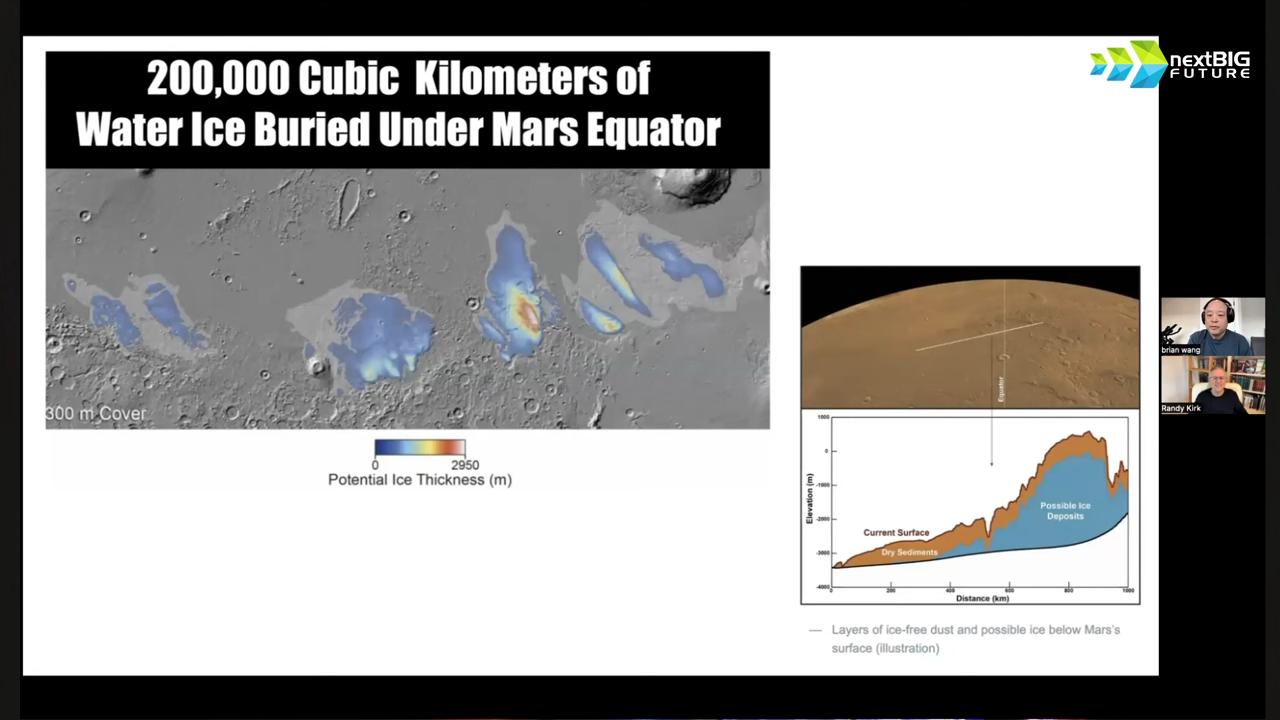 nextBIG
FUTURE
200,000 Cubic Kilometers of
Water Ice Buried Under Mars Equator
300 m Cover
0 2950
Potential Ice Thickness (m)
Equator
1000
0
-1000
-2000
-3000
-4000
Elevation (m)
Possible Ice
Deposits
Current Surface
Dry Sediments
0 200 400 600 800 1000
Distance (km)
— Layers of ice-free dust and possible ice below Mars's
surface (illustration)
brian wang
Randy Kirk